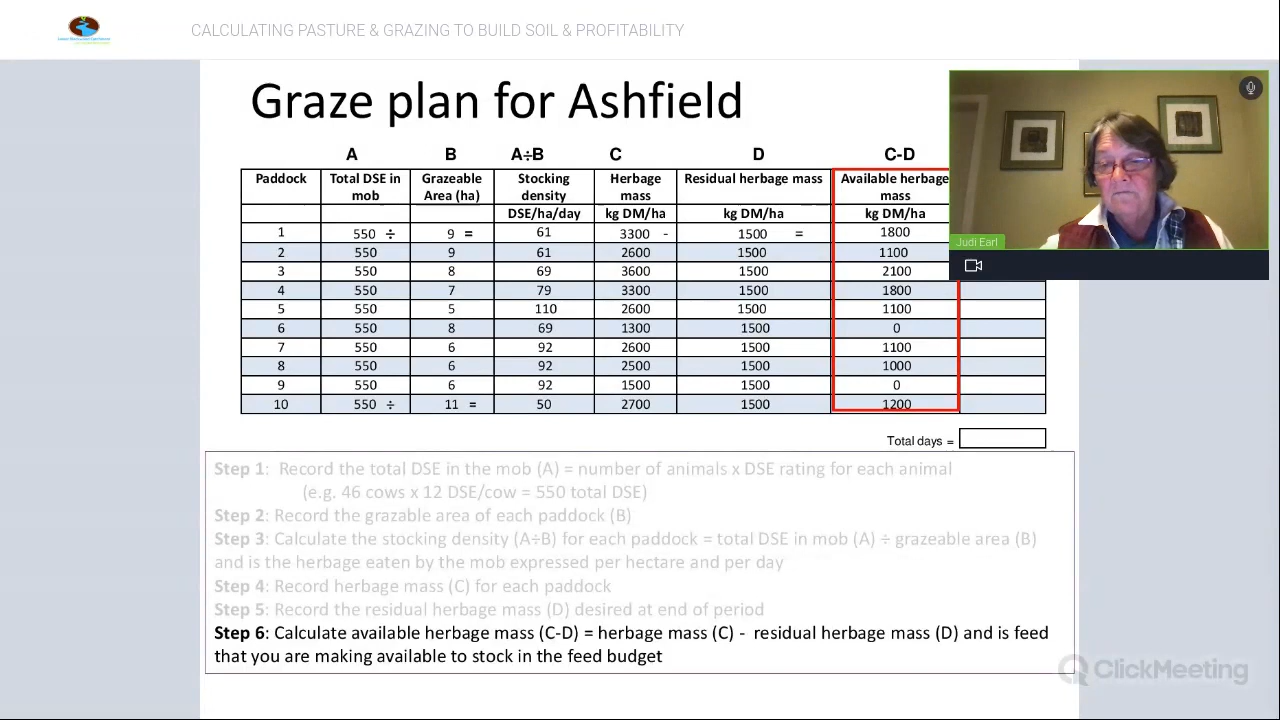 CALCULATING PASTURE & GRAZING TO BUILD SOIL & PROFITABILITY
Graze plan for Ashfield
A B A÷B C D C-D
Paddock Total DSE in mob Grazeable Area (ha) Stocking density Herbage mass Residual herbage mass Available herbage mass
DSE/ha/day kg DM/ha kg DM/ha kg DM/ha
1 550 ÷ 9 = 61 3300 - 1500 = 1800
2 550 9 61 2600 1500 1100
3 550 8 69 3600 1500 2100
4 550 7 79 3300 1500 1800
5 550 5 110 2600 1500 1100
6 550 8 69 1300 1500 0
7 550 6 92 2600 1500 1100
8 550 6 92 2500 1500 1000
9 550 6 92 1500 1500 0
10 550 ÷ 11 = 50 2700 1500 1200
Total days =
Step 1: Record the total DSE in the mob (A) = number of animals x DSE rating for each animal
(e.g. 46 cows x 12 DSE/cow = 550 total DSE)
Step 2: Record the grazable area of each paddock (B)
Step 3: Calculate the stocking density (A÷B) for each paddock = total DSE in mob (A) ÷ grazeable area (B)
and is the herbage eaten by the mob expressed per hectare and per day
Step 4: Record herbage mass (C) for each paddock
Step 5: Record the residual herbage mass (D) desired at end of period
Step 6: Calculate available herbage mass (C-D) = herbage mass (C) - residual herbage mass (D) and is feed
that you are making available to stock in the feed budget
Judi Earl
ClickMeeting